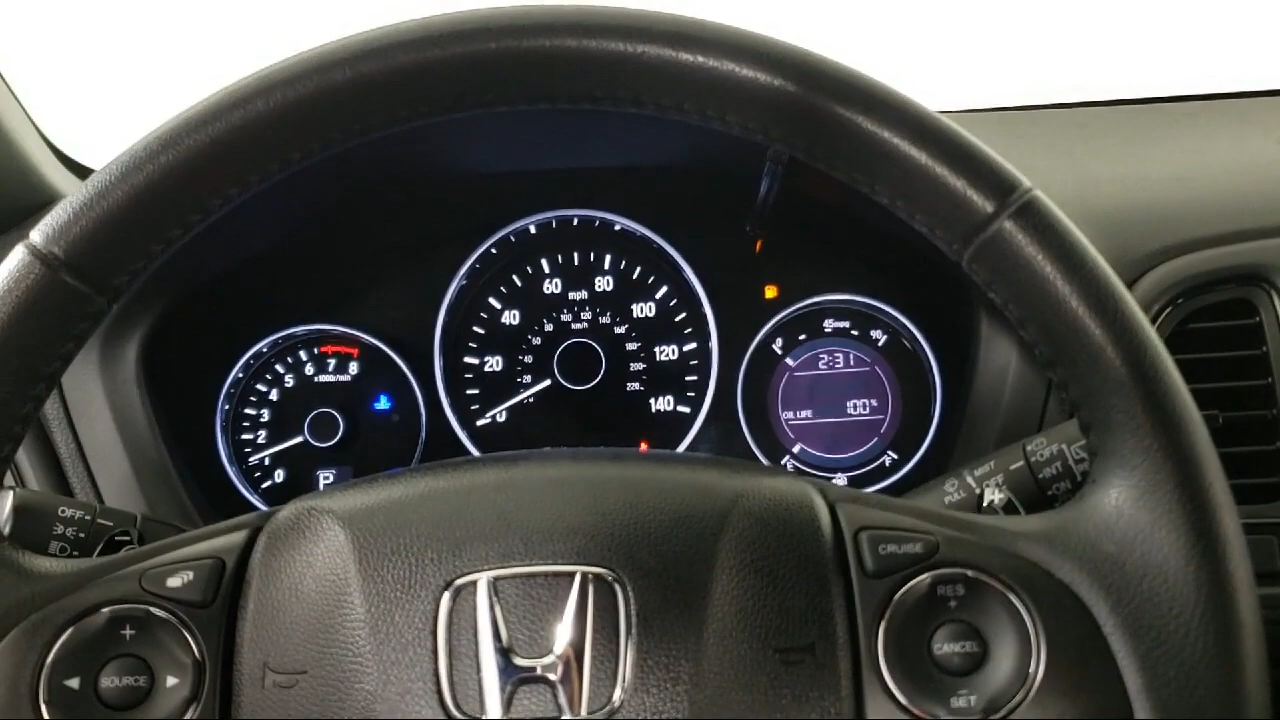 0
2
3
4
5
6
7
8
x1000r/min
P
0
20
40
60
80
100
120
140
mph
20
40
60
80
100
120
140
160
180
200
220
km/h
0
45mpg
90
2:31
OIL LIFE
100%
E
F
OFF
MIST
OFF
PULL
OFF
INT
ON
+
SOURCE
CRUISE
RES
+
CANCEL
—
SET